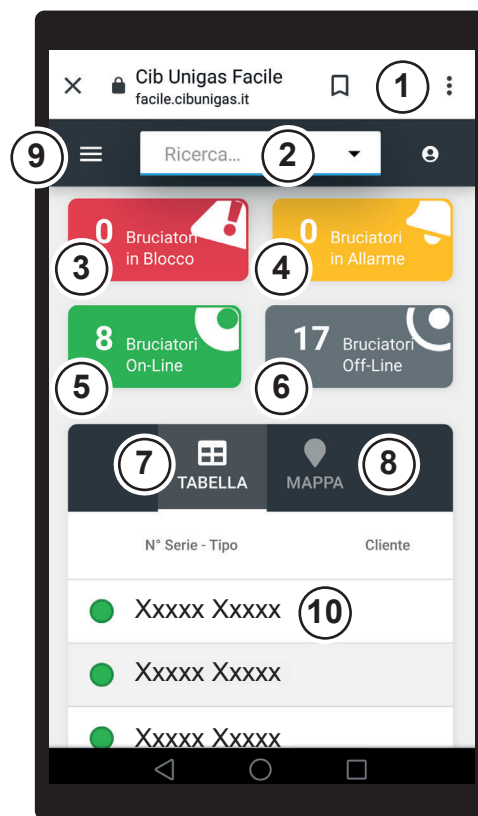 Cib Unigas Facile
facile.cibunigas.it
1
9
Ricerca...
2
0 Bruciatori
in Blocco
3
0 Bruciatori
in Allarme
4
8 Bruciatori
On-Line
5
17 Bruciatori
Off-Line
6
7
TABELLA
MAPPA
8
N° Serie - Tipo Cliente
Xxxxx Xxxxx
10
Xxxxx Xxxxx
Xxxxx Xxxxx